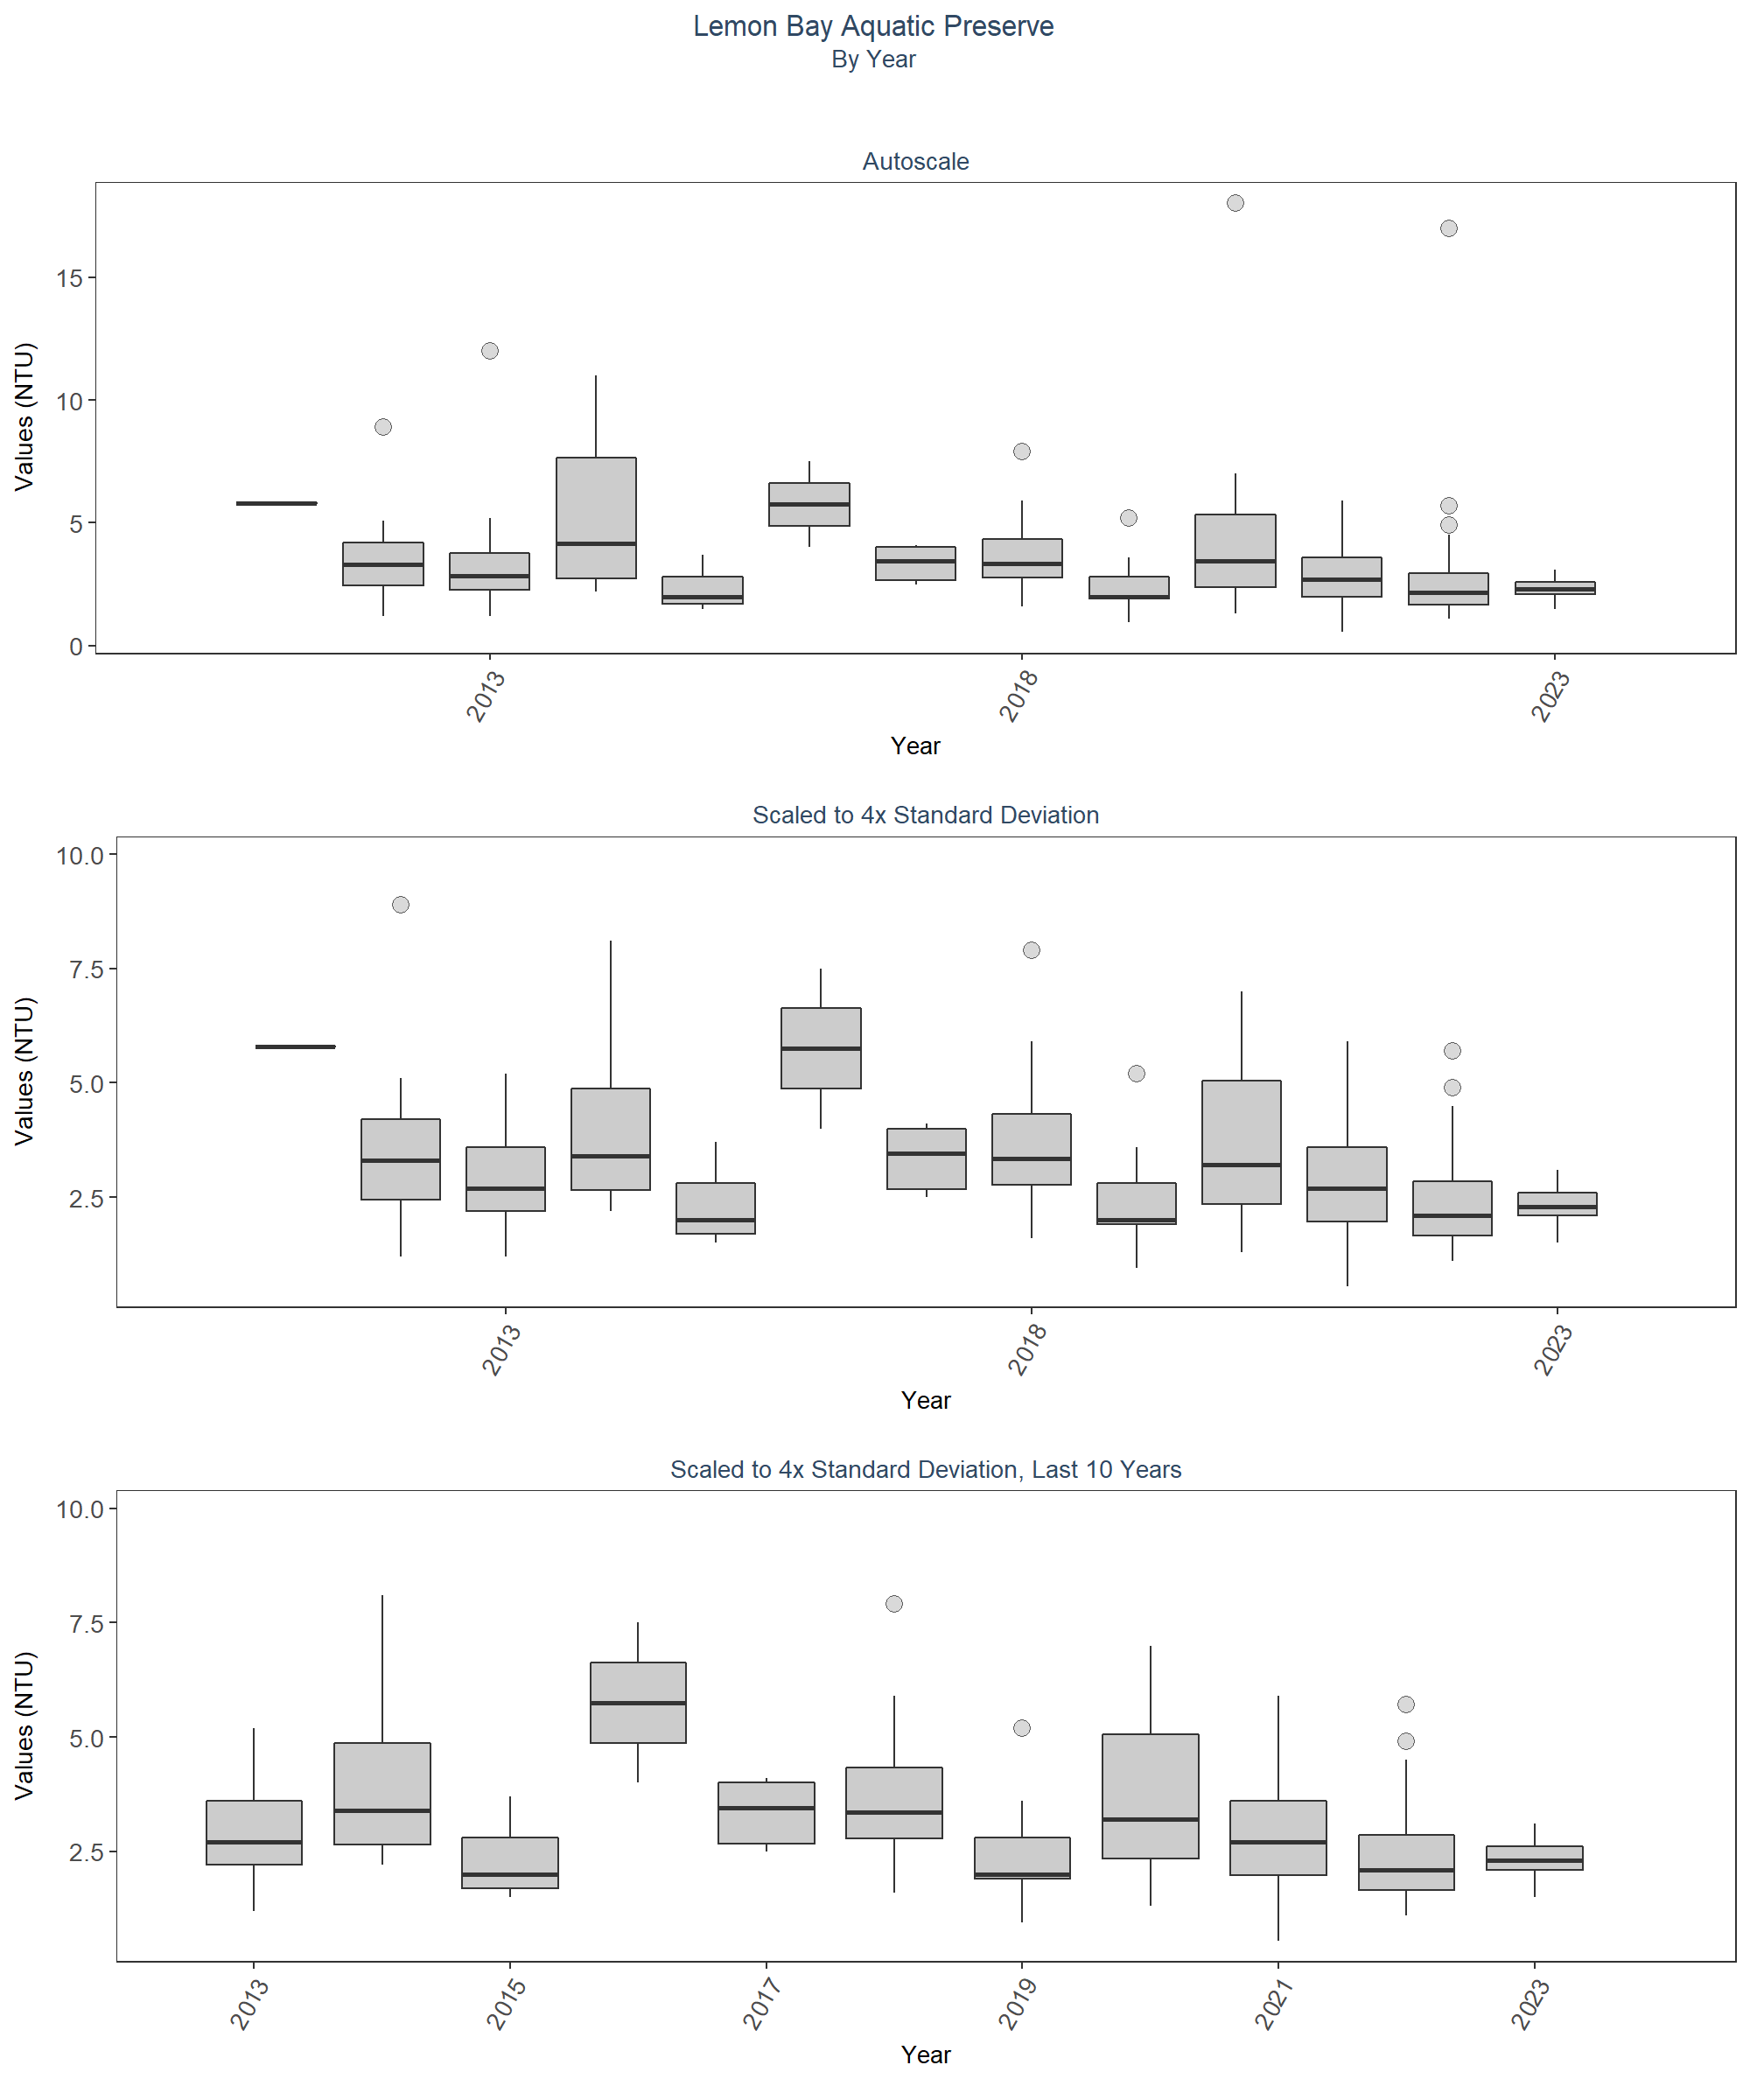 Lemon Bay Aquatic Preserve
By Year
Autoscale
Values (NTU)
15
10
5
0
2013
2018
2023
Year
Scaled to 4x Standard Deviation
Values (NTU)
10.0
7.5
5.0
2.5
2013
2018
2023
Year
Scaled to 4x Standard Deviation, Last 10 Years
Values (NTU)
10.0
7.5
5.0
2.5
2013
2015
2017
2019
2021
2023
Year